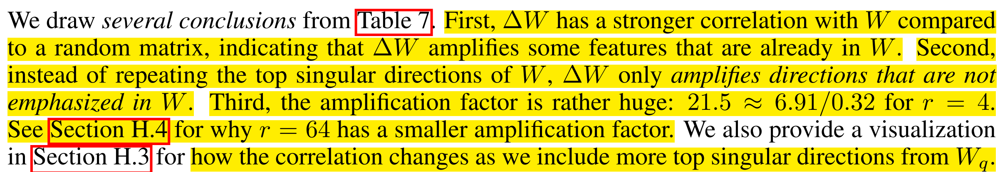 We draw several conclusions from Table 7. First, ΔW has a stronger correlation with W compared
to a random matrix, indicating that ΔW amplifies some features that are already in W. Second,
instead of repeating the top singular directions of W, ΔW only amplifies directions that are not
emphasized in W. Third, the amplification factor is rather huge: 21.5 ≈ 6.91/0.32 for r = 4.
See Section H.4 for why r = 64 has a smaller amplification factor. We also provide a visualization
in Section H.3 for how the correlation changes as we include more top singular directions from W_q.